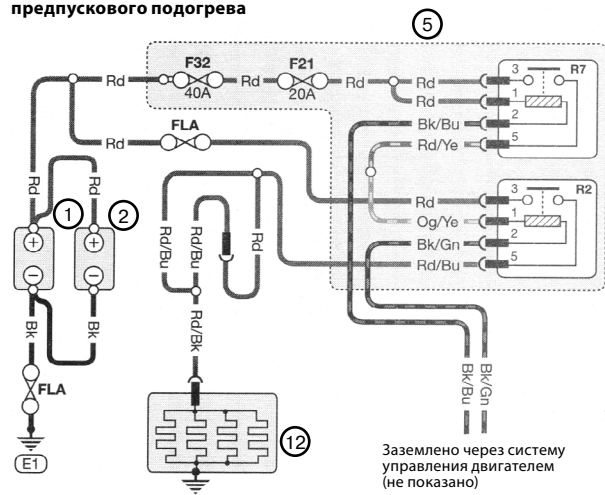 предпускового подогрева
5
F32
F21
Rd
Rd
Rd
Rd
3
R7
40A
20A
Rd
1
FLA
Bk/Bu
2
Rd
Rd/Ye
5
Rd
Rd
1
2
Rd
3
R2
Og/Ye
1
Rd/Bu
Rd/Bu
Rd
Bk/Gn
2
Rd/Bu
5
+
+
−
−
Bk
Bk
Rd/Bk
FLA
E1
12
Bk/Bu
Bk/Gn
Заземлено через систему
управления двигателем
(не показано)